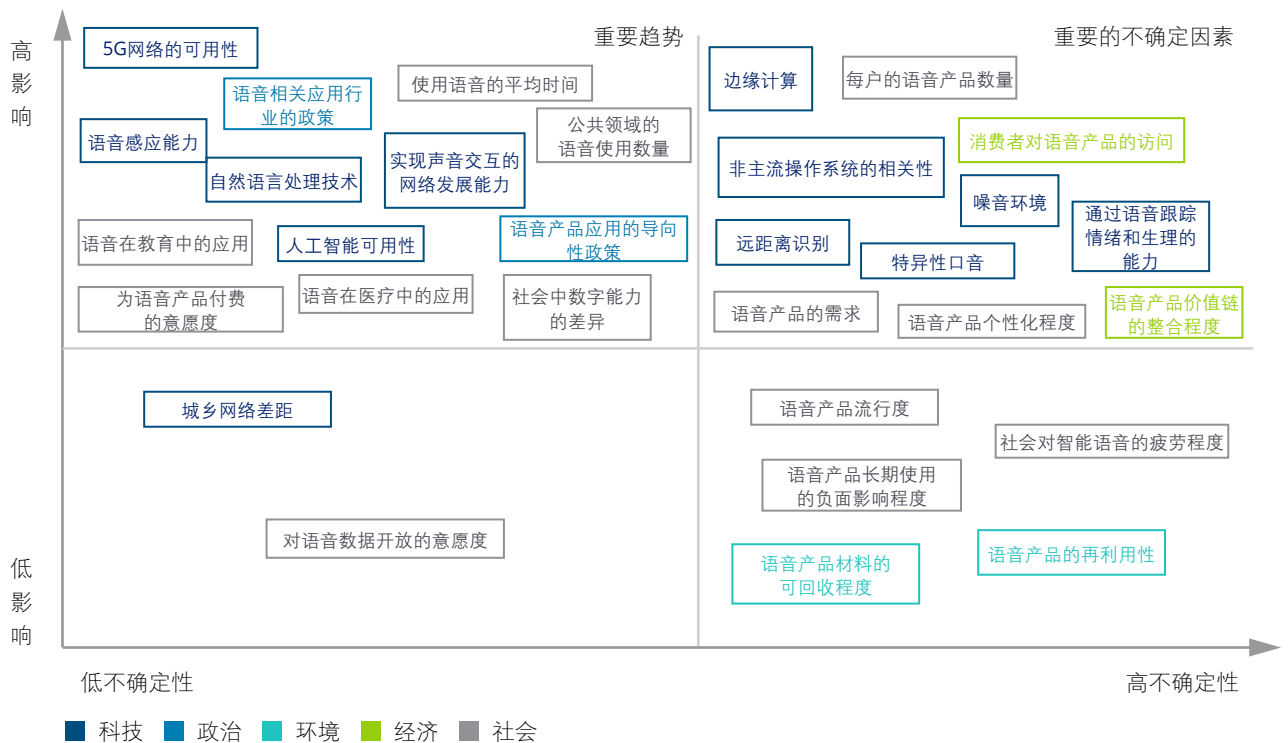 高
影
响
重要趋势
重要的不确定因素
5G网络的可用性
语音相关应用行
业的政策
使用语音的平均时间
公共领域的
语音使用数量
语音感应能力
自然语言处理技术
实现声音交互的
网络发展能力
语音在教育中的应用
人工智能可用性
语音产品应用的导向
性政策
为语音产品付费
的意愿度
语音在医疗中的应用
社会中数字能力
的差异
边缘计算
每户的语音产品数量
消费者对语音产品的访问
非主流操作系统的相关性
噪音环境
通过语音跟踪
情绪和生理的
能力
远距离识别
特异性口音
语音产品的需求
语音产品个性化程度
语音产品价值链
的整合程度
城乡网络差距
对语音数据开放的意愿度
语音产品流行度
社会对智能语音的疲劳程度
语音产品长期使用
的负面影响程度
语音产品材料的
可回收程度
语音产品的再利用性
低
影
响
低不确定性
高不确定性
科技
政治
环境
经济
社会